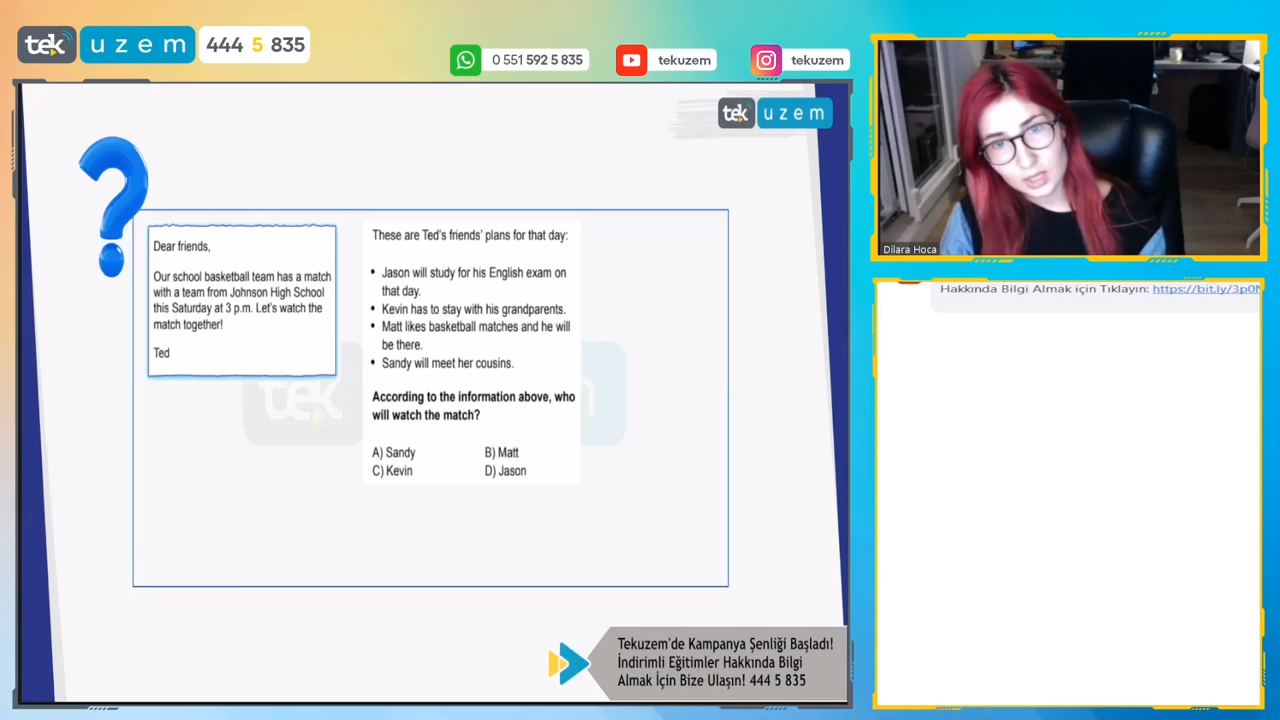 tek uzem 444 5 835
0 551 592 5 835
tekuzem
tekuzem
tek uzem
Dear friends,
Our school basketball team has a match
with a team from Johnson High School
this Saturday at 3 p.m. Let's watch the
match together!
Ted
These are Ted's friends' plans for that day:
• Jason will study for his English exam on
that day.
• Kevin has to stay with his grandparents.
• Matt likes basketball matches and he will
be there.
• Sandy will meet her cousins.
According to the information above, who
will watch the match?
A) Sandy B) Matt
C) Kevin D) Jason
tek
Tekuzem'de Kampanya Şenliği Başladı!
İndirimli Eğitimler Hakkında Bilgi
Almak İçin Bize Ulaşın! 444 5 835
Dilara Hoca
Hakkında Bilgi Almak için Tıklayın: https://bit.ly/3p0